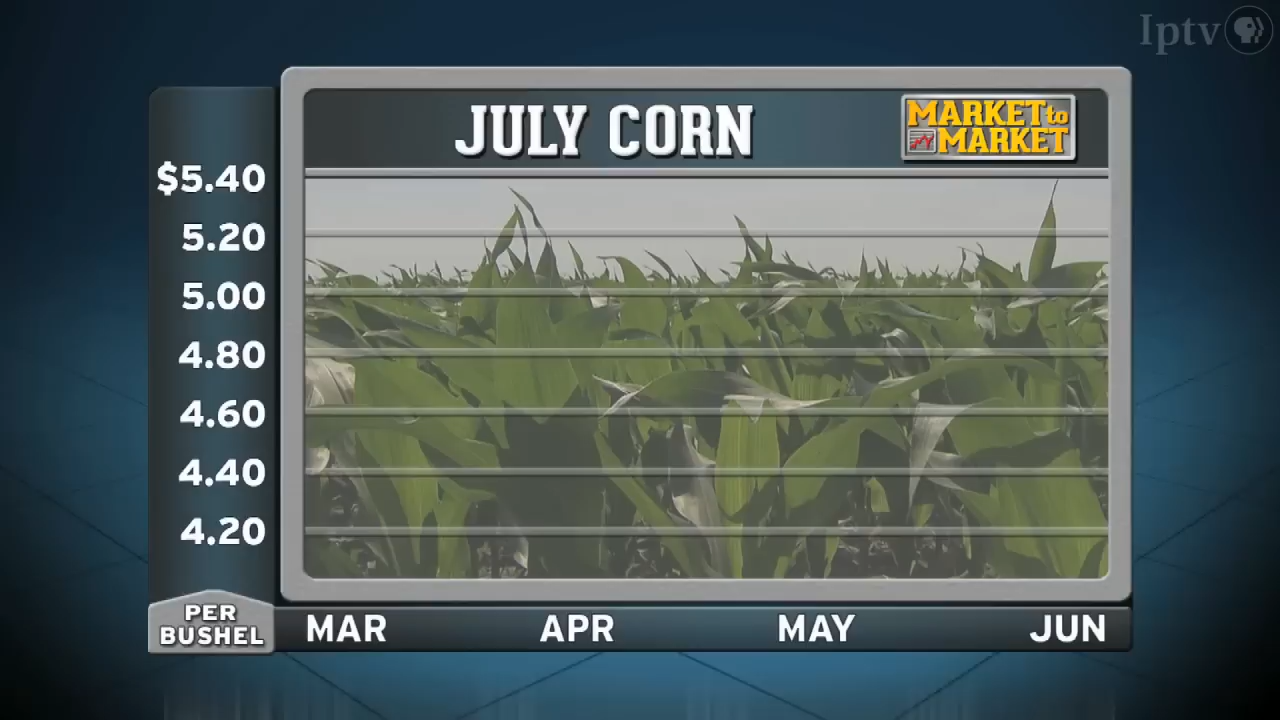 Iptv
JULY CORN
MARKET to
MARKET
$5.40
5.20
5.00
4.80
4.60
4.40
4.20
PER
BUSHEL
MAR APR MAY JUN